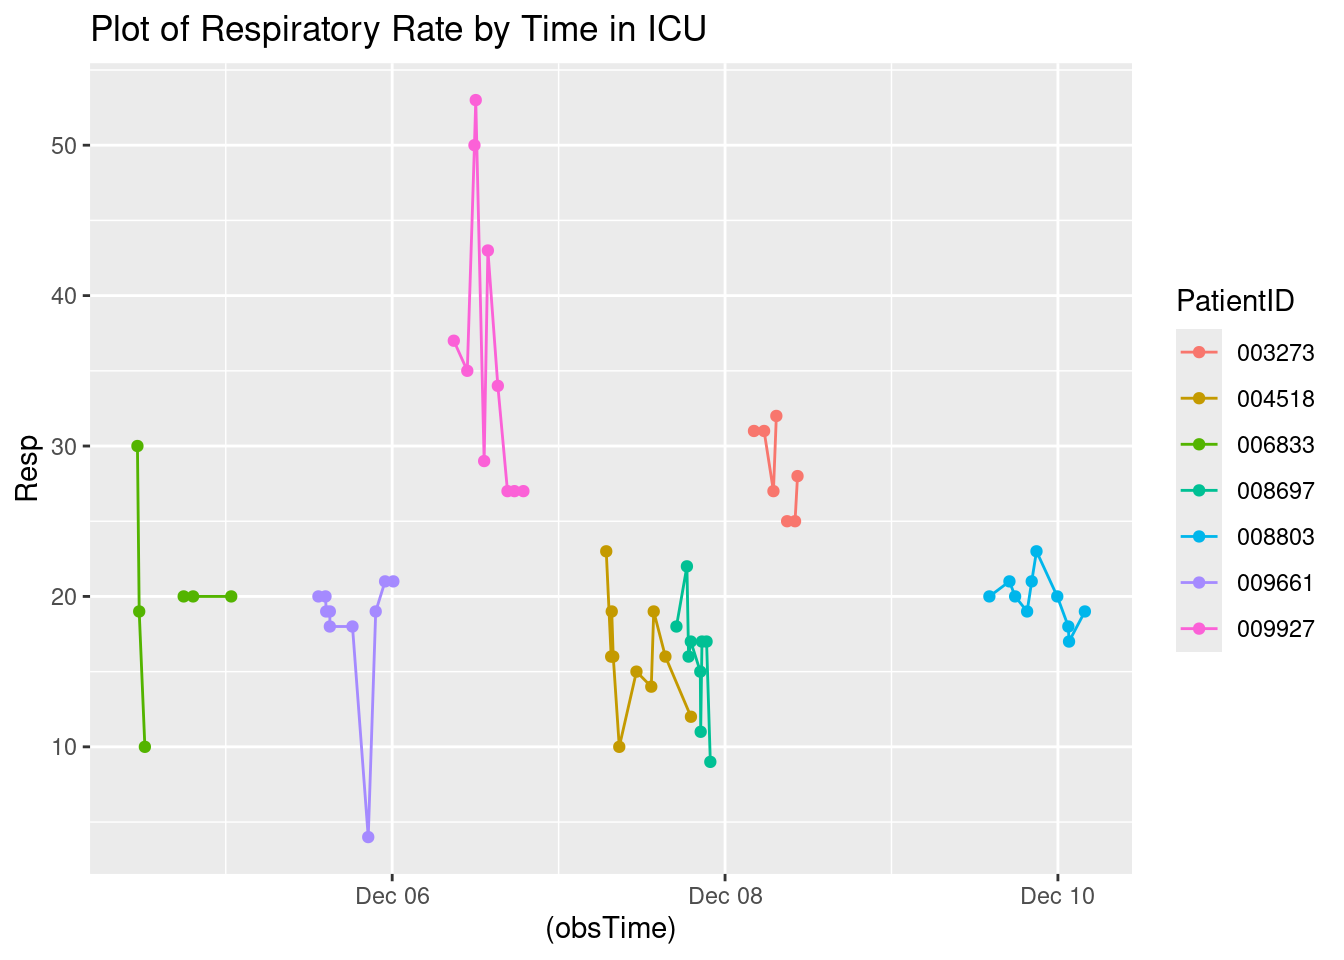 Plot of Respiratory Rate by Time in ICU
50
40
30
20
10
Resp
Dec 06
Dec 08
Dec 10
(obsTime)
PatientID
003273
004518
006833
008697
008803
009661
009927